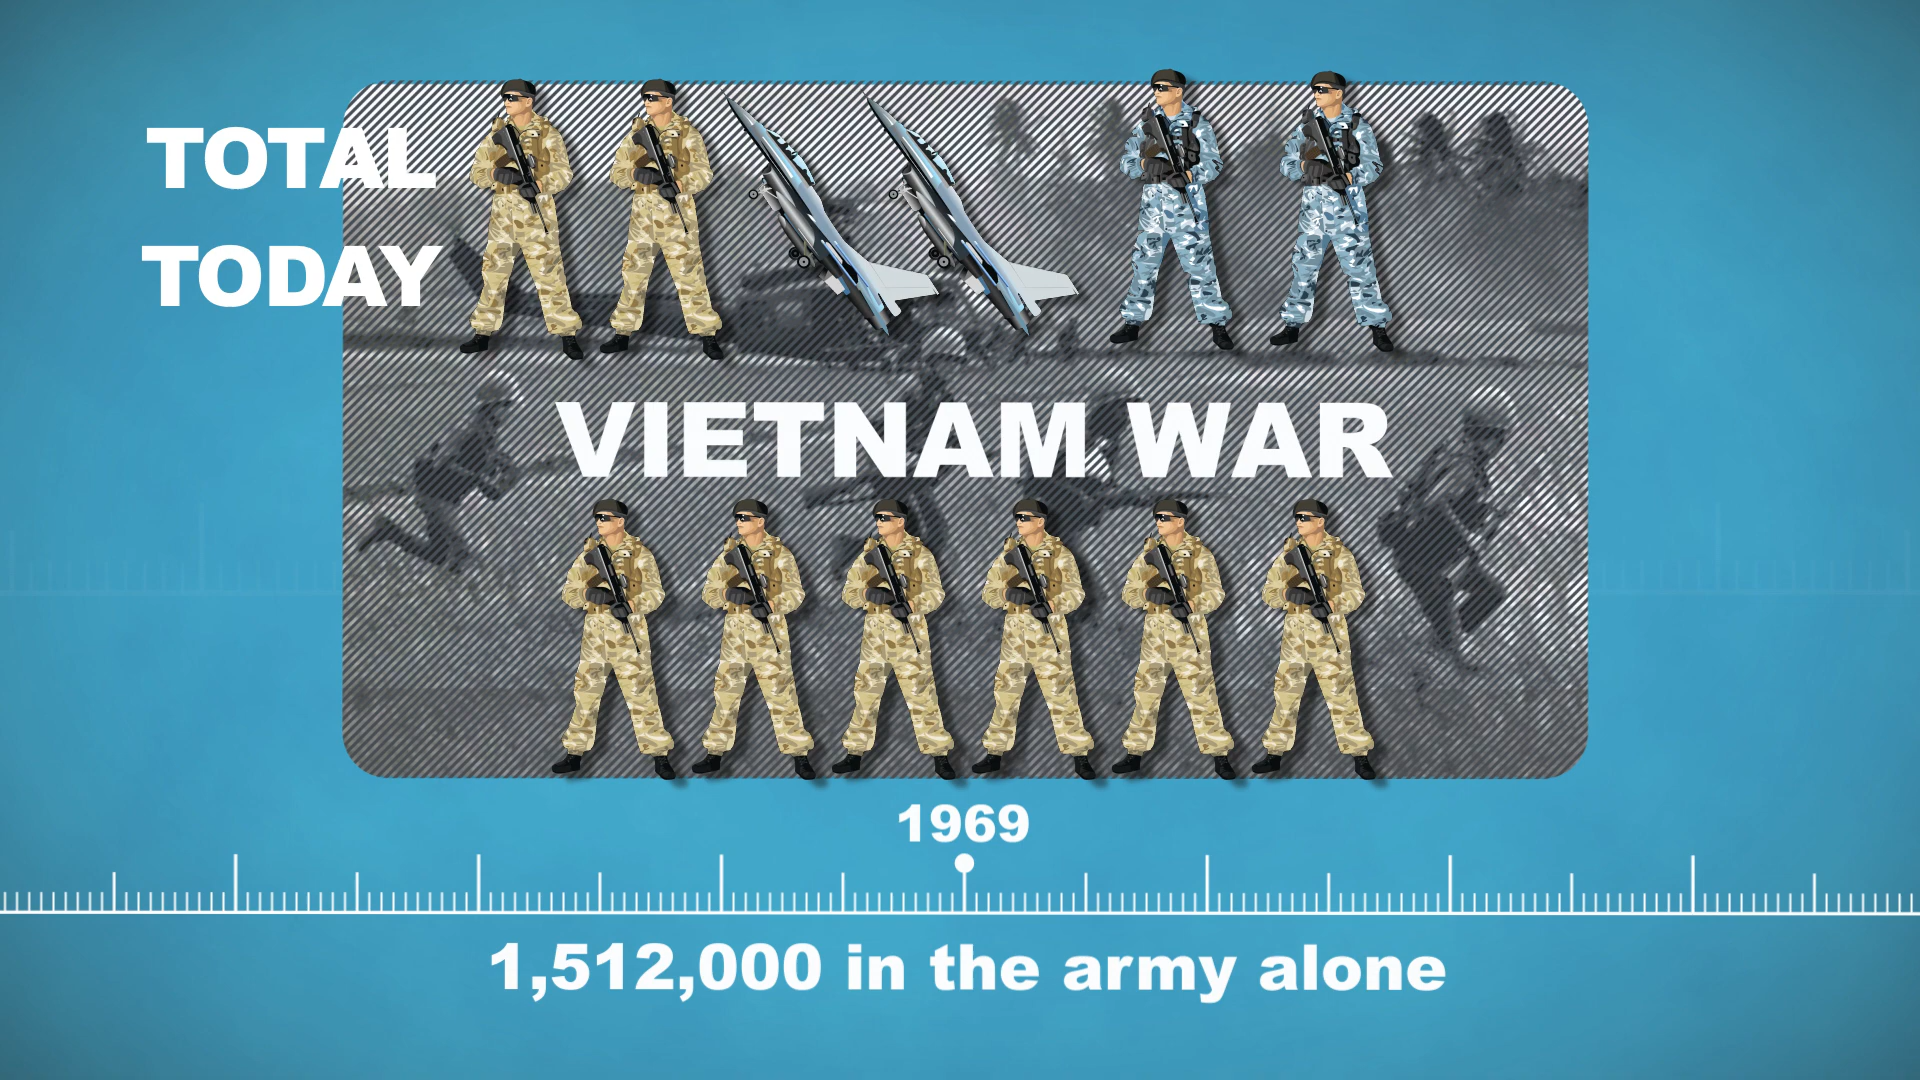 TOTAL
TODAY
VIETNAM WAR
1969
1,512,000 in the army alone